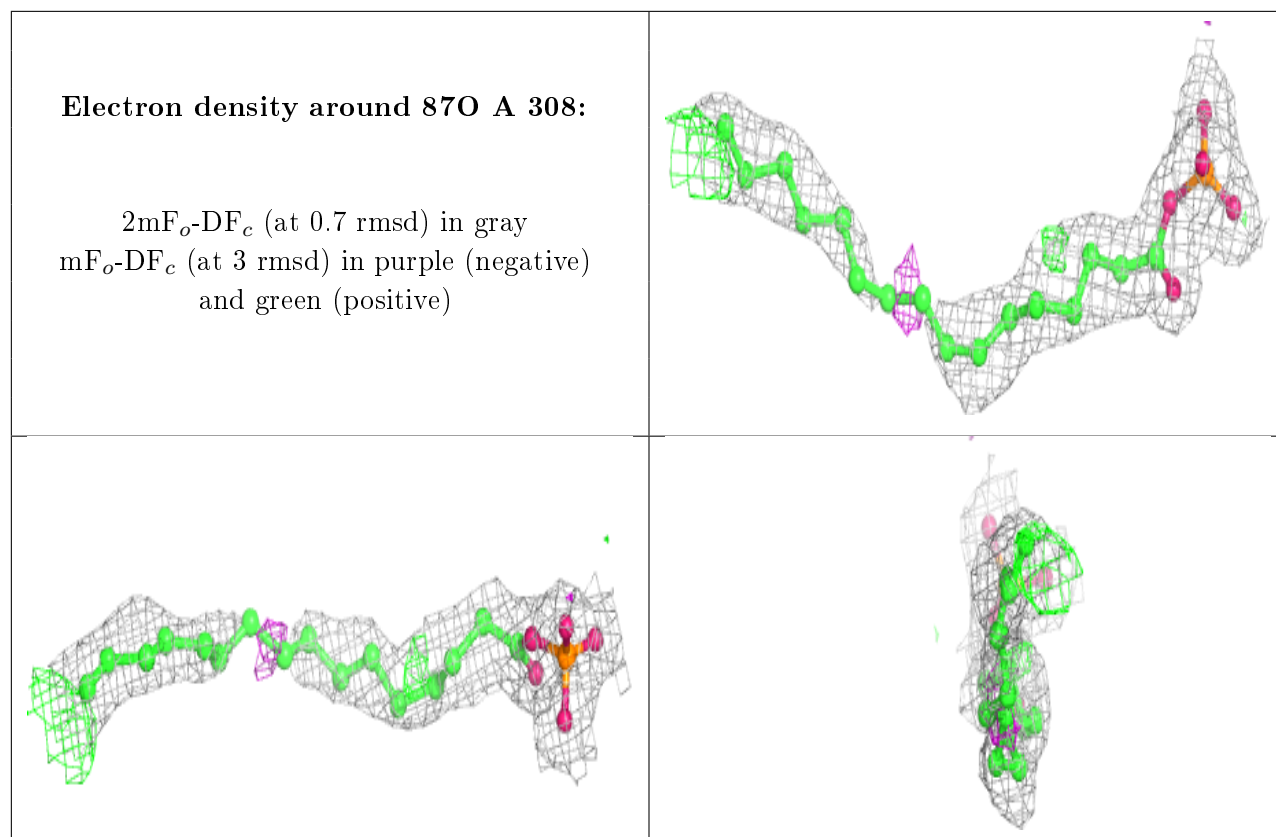 Electron density around 87O A 308:
2mFₒ-DF𝒸 (at 0.7 rmsd) in gray
mFₒ-DF𝒸 (at 3 rmsd) in purple (negative)
and green (positive)